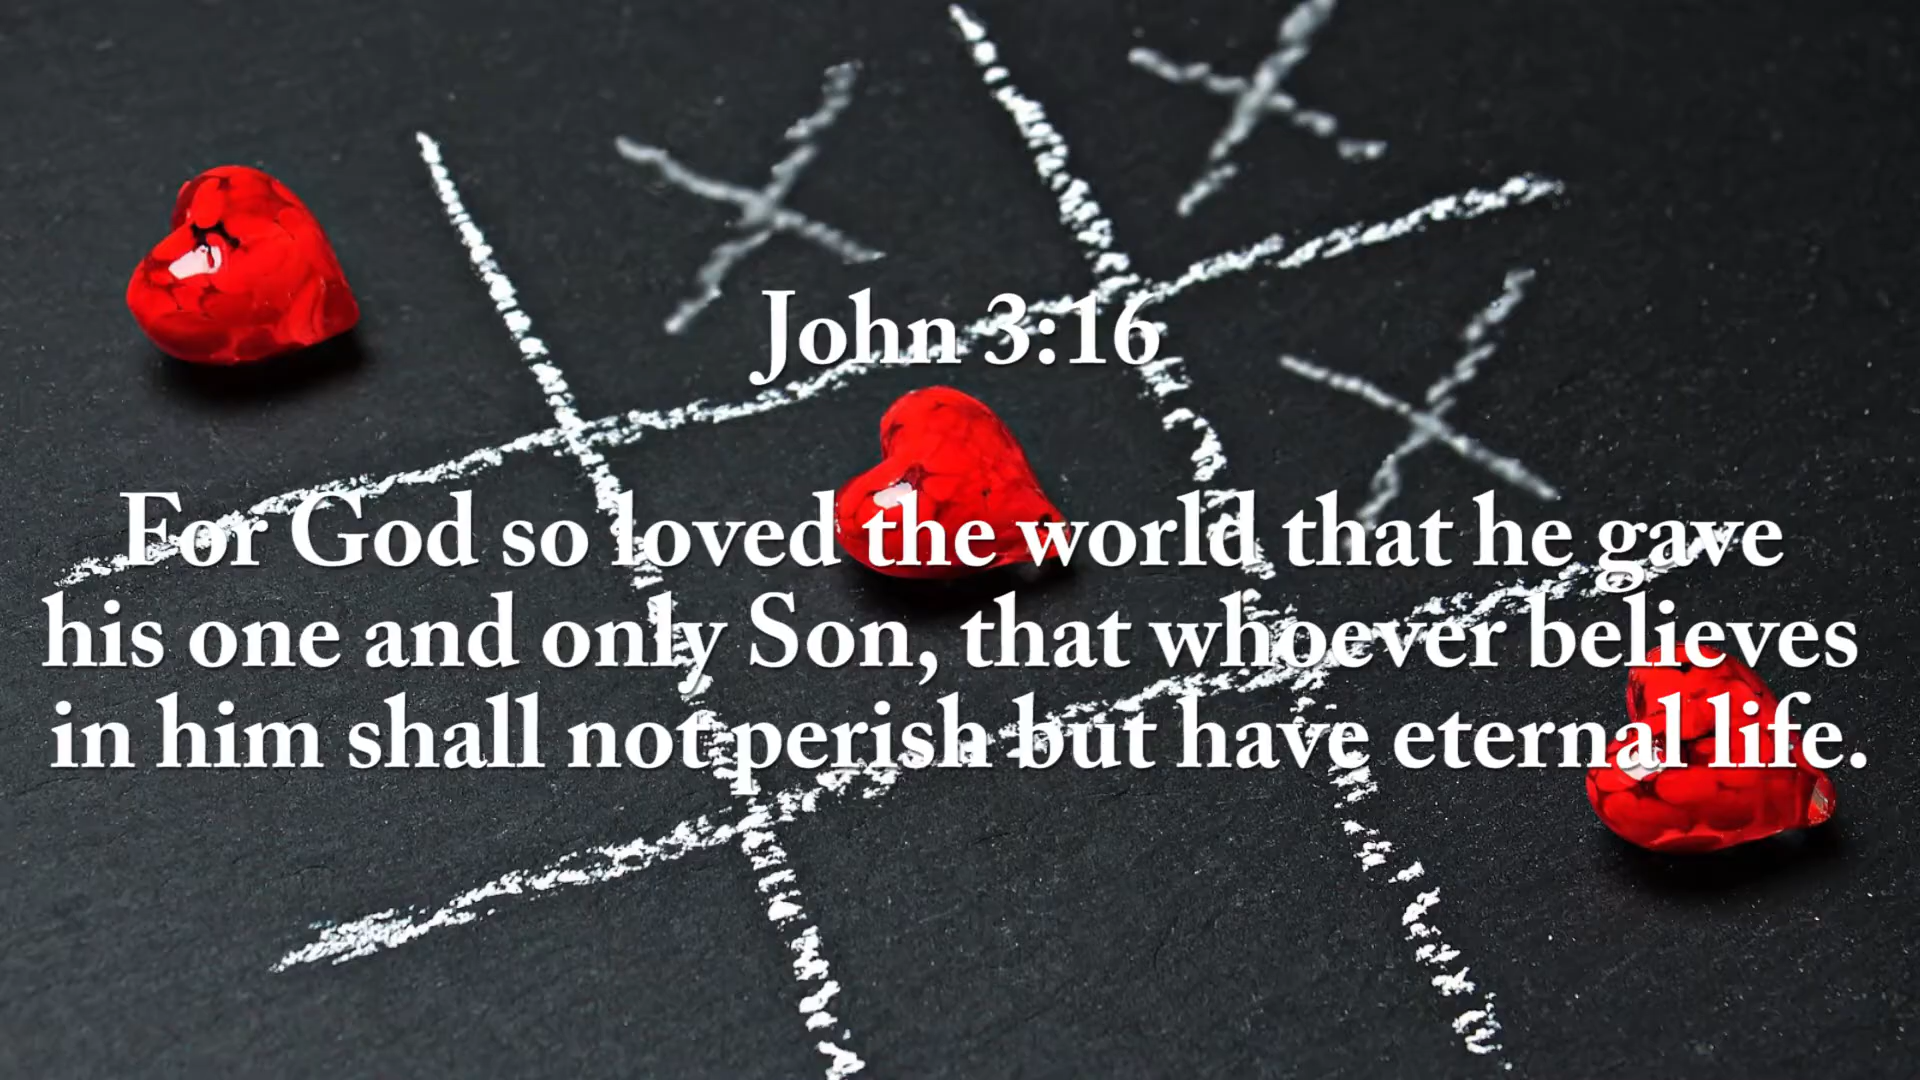 John 3:16
For God so loved the world that he gave
his one and only Son, that whoever believes
in him shall not perish but have eternal life.